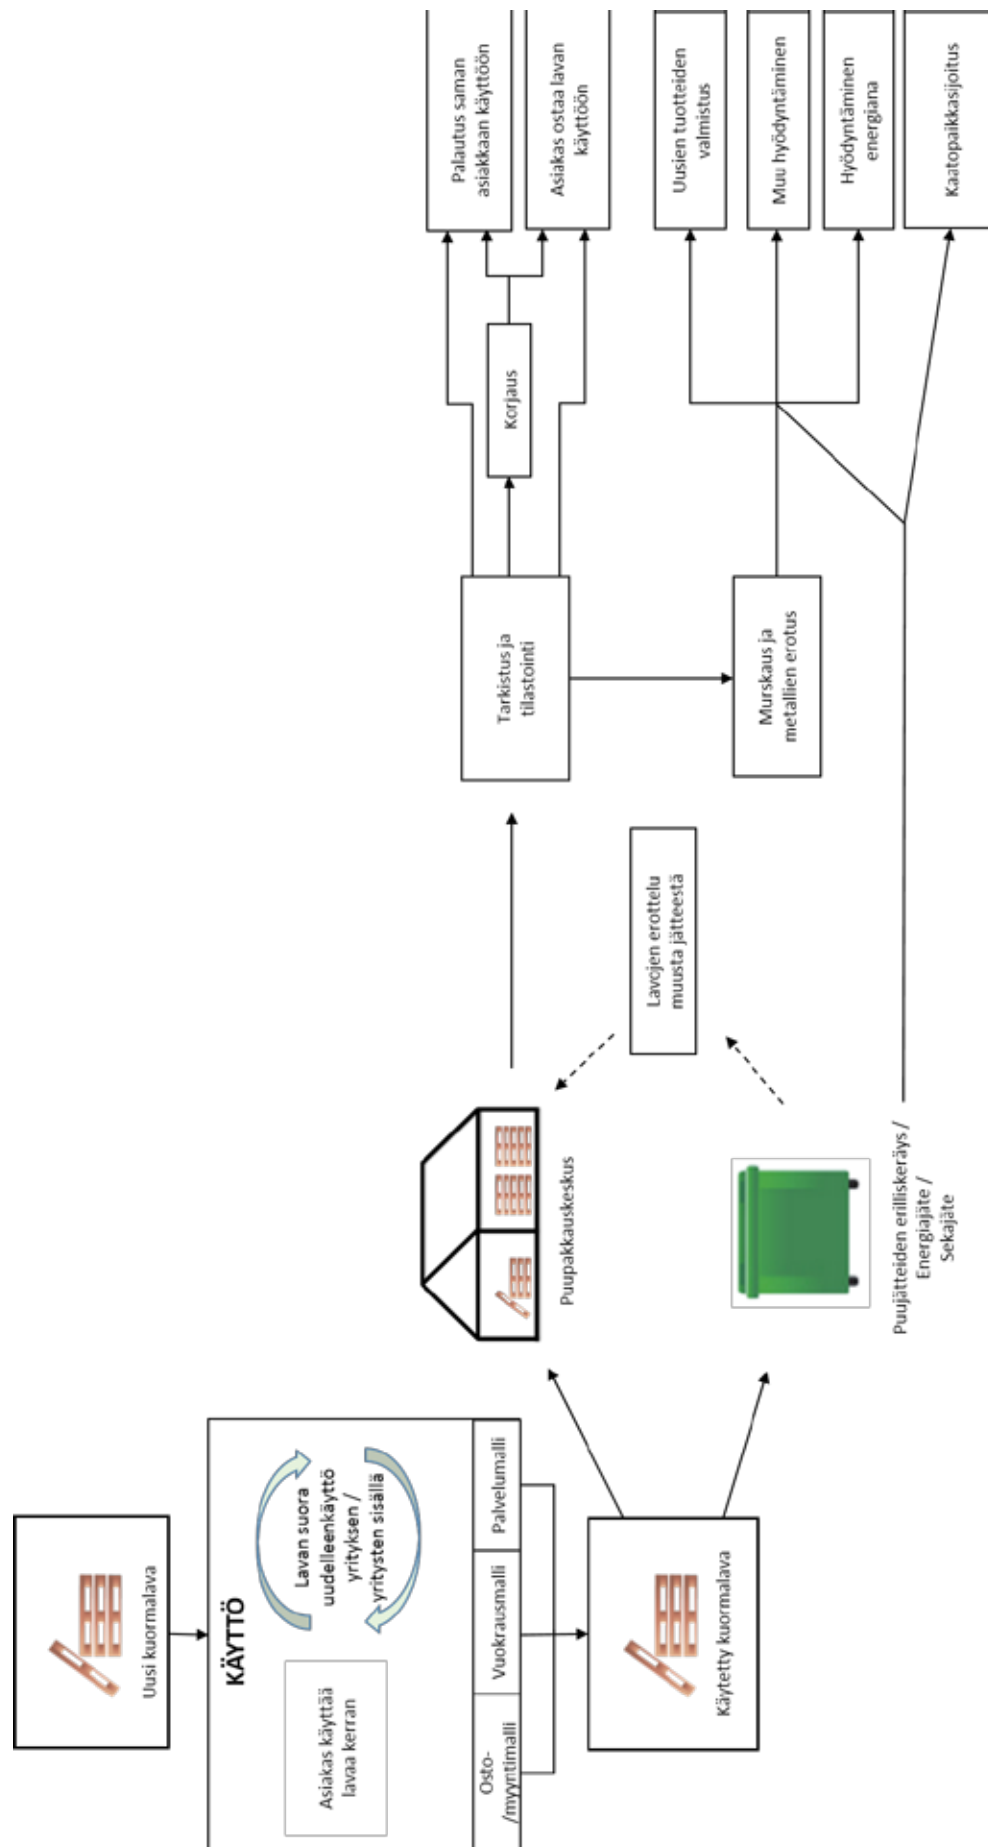 Uusi kuormalava
KÄYTTÖ
Asiakas käyttää
lavaa kerran
Lavan suora
uudelleenkäyttö
yrityksen /
yritysten sisällä
Osto-
/myyntimalli
Vuokrausmalli
Palvelumalli
Käytetty kuormalava
Puupakkauskeskus
Puujätteiden erilliskeräys /
Energiajäte /
Sekajäte
Lavojen erottelu
muusta jätteestä
Tarkistus ja
tilastointi
Murskaus ja
metallien erotus
Korjaus
Palautus saman
asiakkaan käyttöön
Asiakas ostaa lavan
käyttöön
Uusien tuotteiden
valmistus
Muu hyödyntäminen
Hyödyntäminen
energiana
Kaatopaikkasijoitus